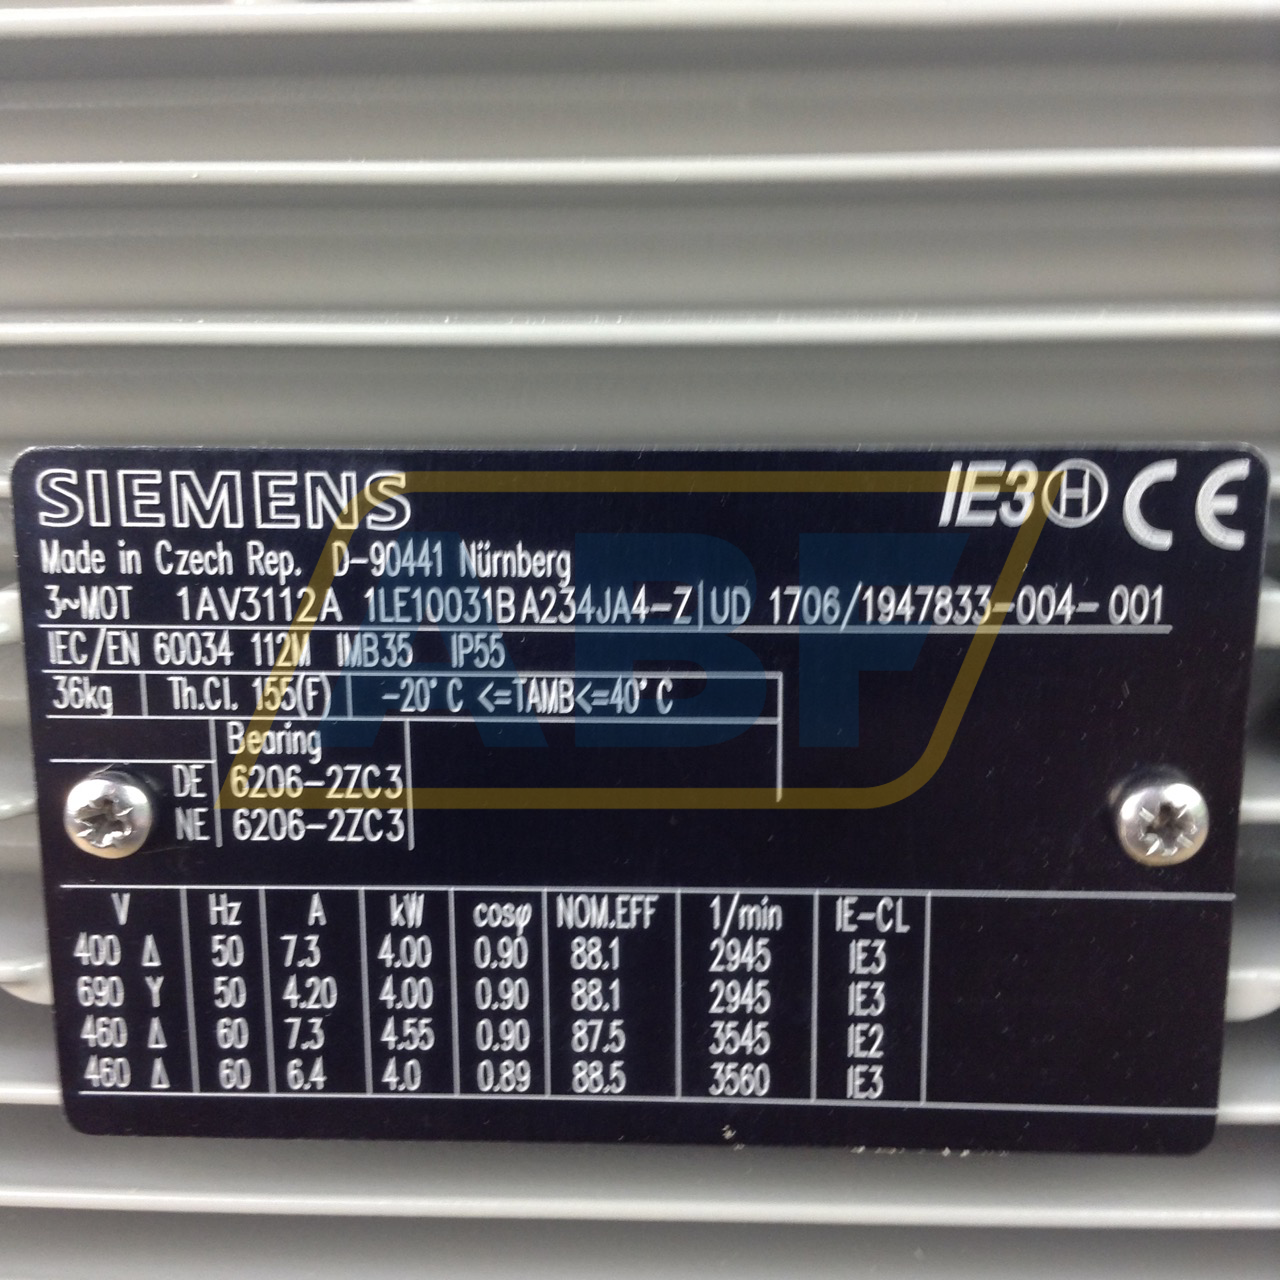 SIEMENS IE3 H CE
Made in Czech Rep. D-90441 Nürnberg
3~MOT 1AV3112A 1LE10031BA234JA4-Z UD 1706/1947833-004-001
IEC/EN 60034 112M IMB35 IP55
36kg Th.Cl. 155(F) -20°C <=TAMB<=40°C
Bearing
DE 6206-2ZC3
NE 6206-2ZC3
V Hz A kW cosφ NOM.EFF 1/min IE-CL
400 Δ 50 7.3 4.00 0.90 88.1 2945 IE3
690 Y 50 4.20 4.00 0.90 88.1 2945 IE3
460 Δ 60 7.3 4.55 0.90 87.5 3545 IE2
460 Δ 60 6.4 4.0 0.89 88.5 3560 IE3
ABF